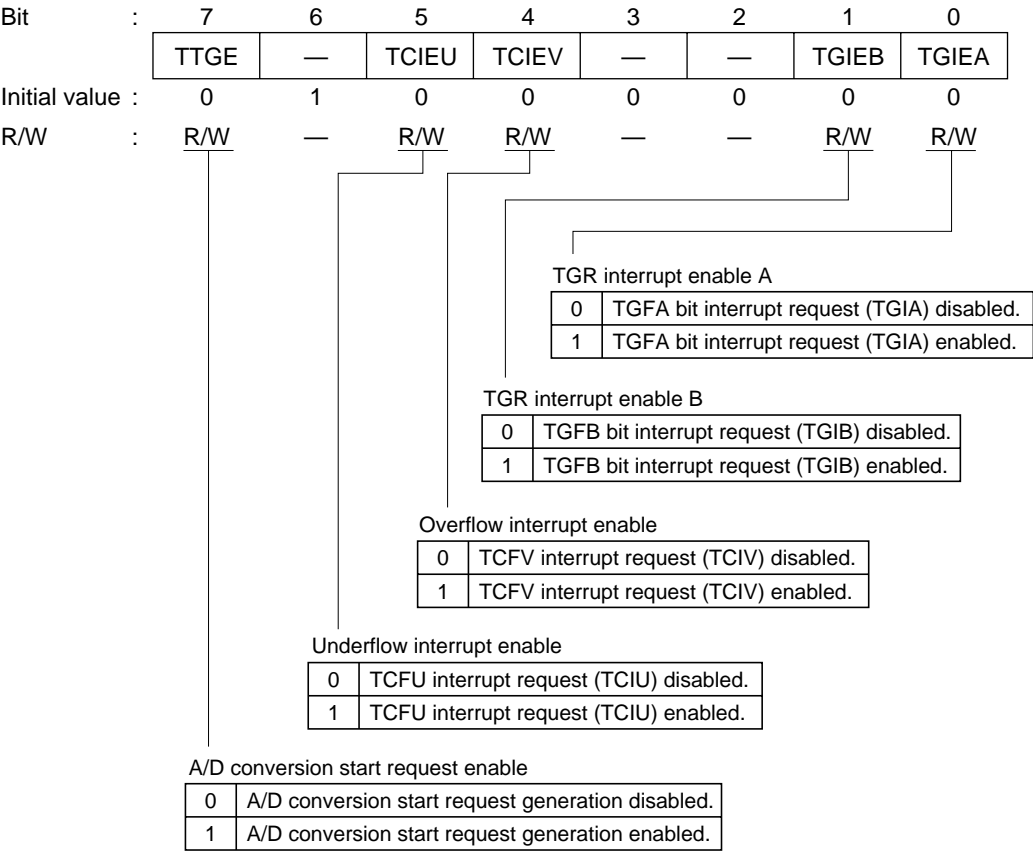 Bit : 7 6 5 4 3 2 1 0
TTGE — TCIEU TCIEV — — TGIEB TGIEA
Initial value : 0 1 0 0 0 0 0 0
R/W : R/W — R/W R/W — — R/W R/W
TGR interrupt enable A
0 TGFA bit interrupt request (TGIA) disabled.
1 TGFA bit interrupt request (TGIA) enabled.
TGR interrupt enable B
0 TGFB bit interrupt request (TGIB) disabled.
1 TGFB bit interrupt request (TGIB) enabled.
Overflow interrupt enable
0 TCFV interrupt request (TCIV) disabled.
1 TCFV interrupt request (TCIV) enabled.
Underflow interrupt enable
0 TCFU interrupt request (TCIU) disabled.
1 TCFU interrupt request (TCIU) enabled.
A/D conversion start request enable
0 A/D conversion start request generation disabled.
1 A/D conversion start request generation enabled.